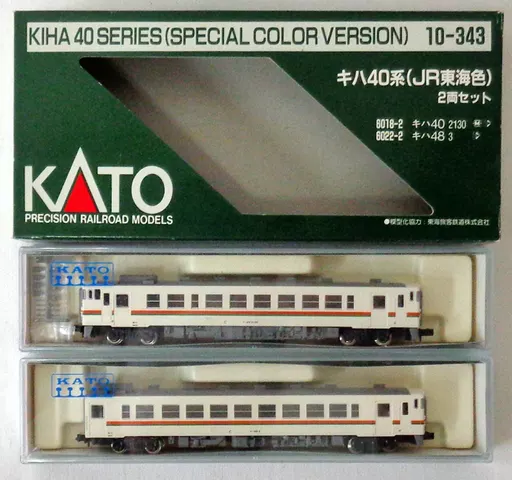 KIHA 40 SERIES (SPECIAL COLOR VERSION) 10-343
キハ40系(JR東海色)
2両セット
6018-2 キハ40 2130 M
6022-2 キハ48 3
KATO
PRECISION RAILROAD MODELS
●模型化協力:東海旅客鉄道株式会社
KATO
KATO